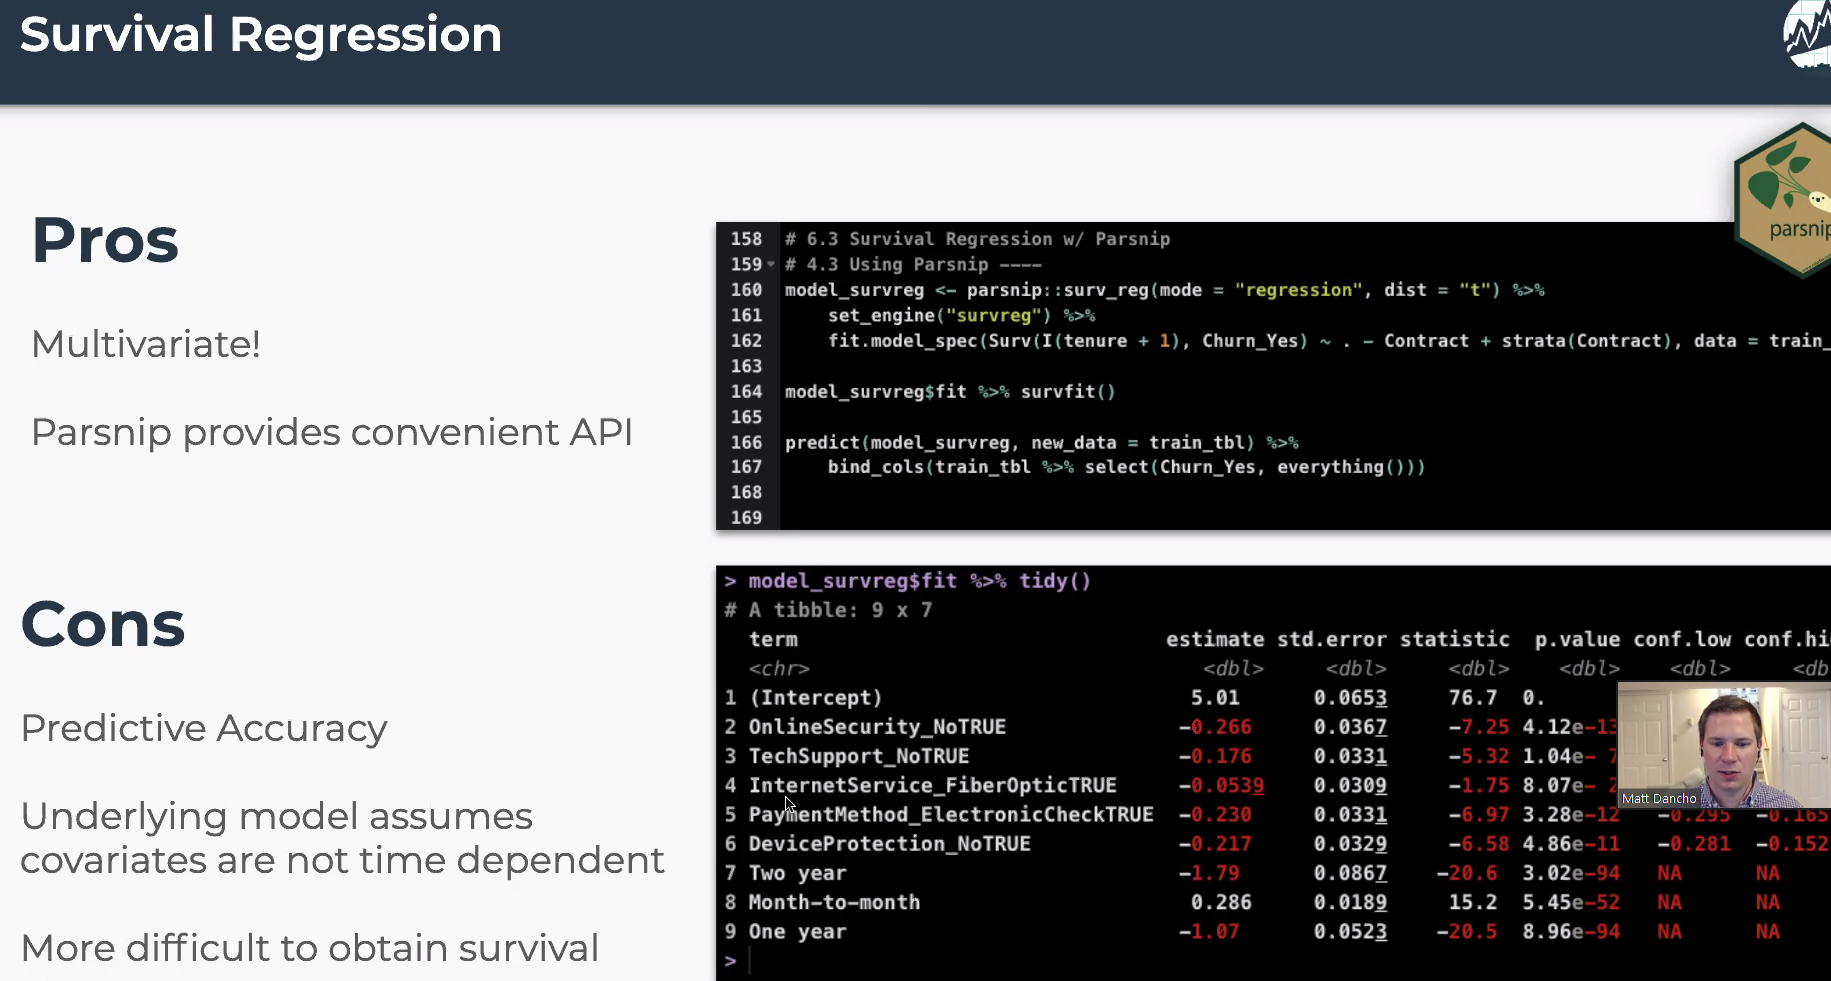 Survival Regression
Pros
Multivariate!
Parsnip provides convenient API
Cons
Predictive Accuracy
Underlying model assumes
covariates are not time dependent
More difficult to obtain survival
parsnip
158 # 6.3 Survival Regression w/ Parsnip
159 # 4.3 Using Parsnip ----
160 model_survreg <- parsnip::surv_reg(mode = "regression", dist = "t") %>%
161     set_engine("survreg") %>%
162     fit.model_spec(Surv(I(tenure + 1), Churn_Yes) ~ . - Contract + strata(Contract), data = train_
163
164 model_survreg$fit %>% survfit()
165
166 predict(model_survreg, new_data = train_tbl) %>%
167     bind_cols(train_tbl %>% select(Churn_Yes, everything()))
168
169
> model_survreg$fit %>% tidy()
# A tibble: 9 x 7
term estimate std.error statistic p.value conf.low conf.hi
<chr> <dbl> <dbl> <dbl> <dbl> <dbl> <db
1 (Intercept) 5.01 0.0653 76.7 0.
2 OnlineSecurity_NoTRUE -0.266 0.0367 -7.25 4.12e-13
3 TechSupport_NoTRUE -0.176 0.0331 -5.32 1.04e- 7
4 InternetService_FiberOpticTRUE -0.0539 0.0309 -1.75 8.07e- 2
5 PaymentMethod_ElectronicCheckTRUE -0.230 0.0331 -6.97 3.28e-12 -0.295 -0.165
6 DeviceProtection_NoTRUE -0.217 0.0329 -6.58 4.86e-11 -0.281 -0.152
7 Two year -1.79 0.0867 -20.6 3.02e-94 NA NA
8 Month-to-month 0.286 0.0189 15.2 5.45e-52 NA NA
9 One year -1.07 0.0523 -20.5 8.96e-94 NA NA
>
Matt Dancho